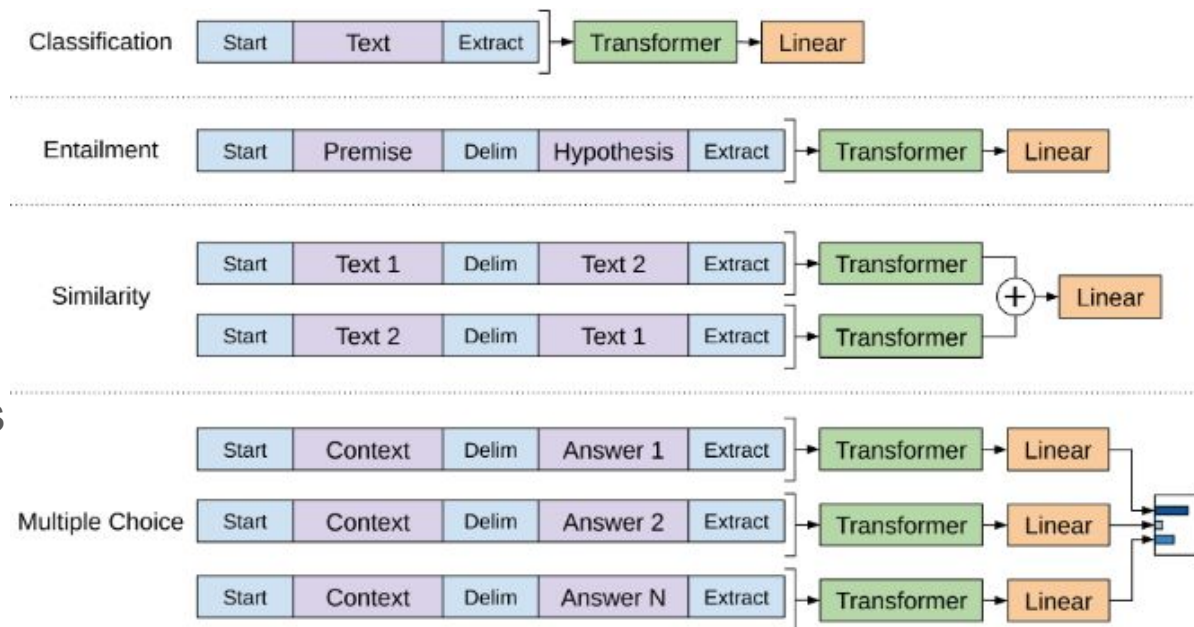 Classification Start Text Extract Transformer Linear
Entailment Start Premise Delim Hypothesis Extract Transformer Linear
Start Text 1 Delim Text 2 Extract Transformer
Similarity + Linear
Start Text 2 Delim Text 1 Extract Transformer
s
Start Context Delim Answer 1 Extract Transformer Linear
Multiple Choice Start Context Delim Answer 2 Extract Transformer Linear
Start Context Delim Answer N Extract Transformer Linear